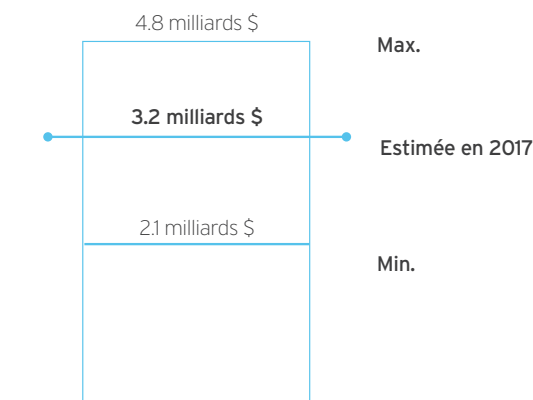 4.8 milliards $
Max.
3.2 milliards $
Estimée en 2017
2.1 milliards $
Min.